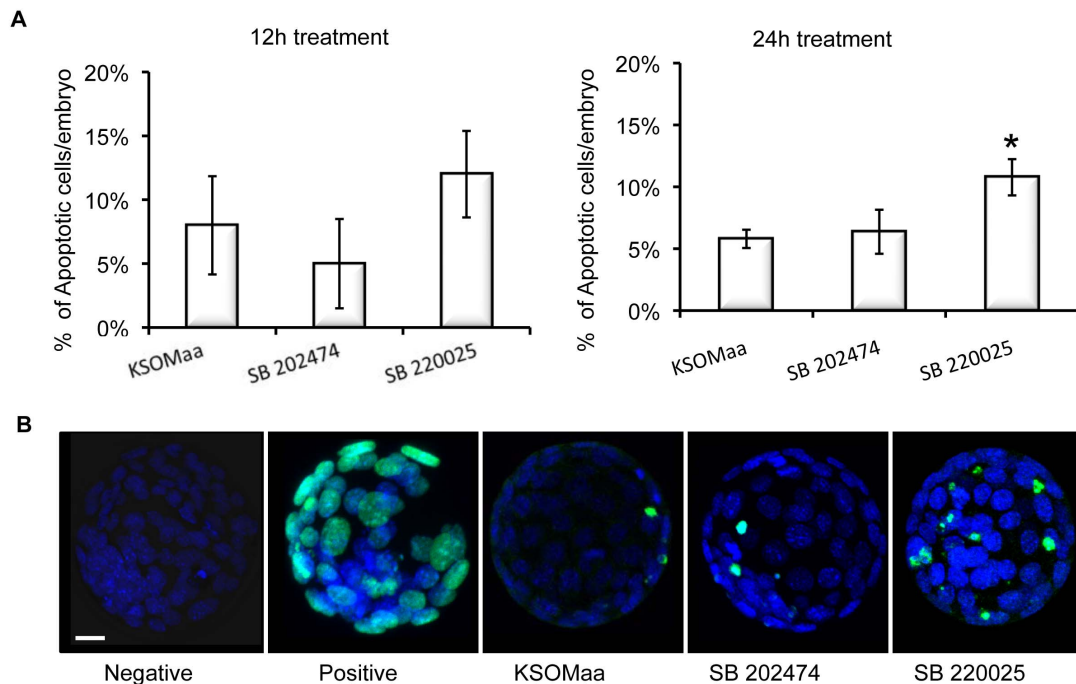 A
12h treatment
% of Apoptotic cells/embryo
20%
15%
10%
5%
0%
KSOMaa
SB 202474
SB 220025
24h treatment
% of Apoptotic cells/embryo
20%
15%
10%
5%
0%
*
KSOMaa
SB 202474
SB 220025
B
Negative
Positive
KSOMaa
SB 202474
SB 220025